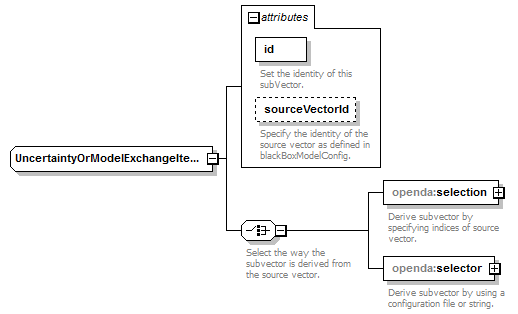 attributes
id
Set the identity of this
subVector.
sourceVectorId
Specify the identity of the
source vector as defined in
blackBoxModelConfig.
UncertaintyOrModelExchangeIte...
openda:selection
Derive subvector by
specifying indices of source
vector.
Select the way the
subvector is derived from
the source vector.
openda:selector
Derive subvector by using a
configuration file or string.